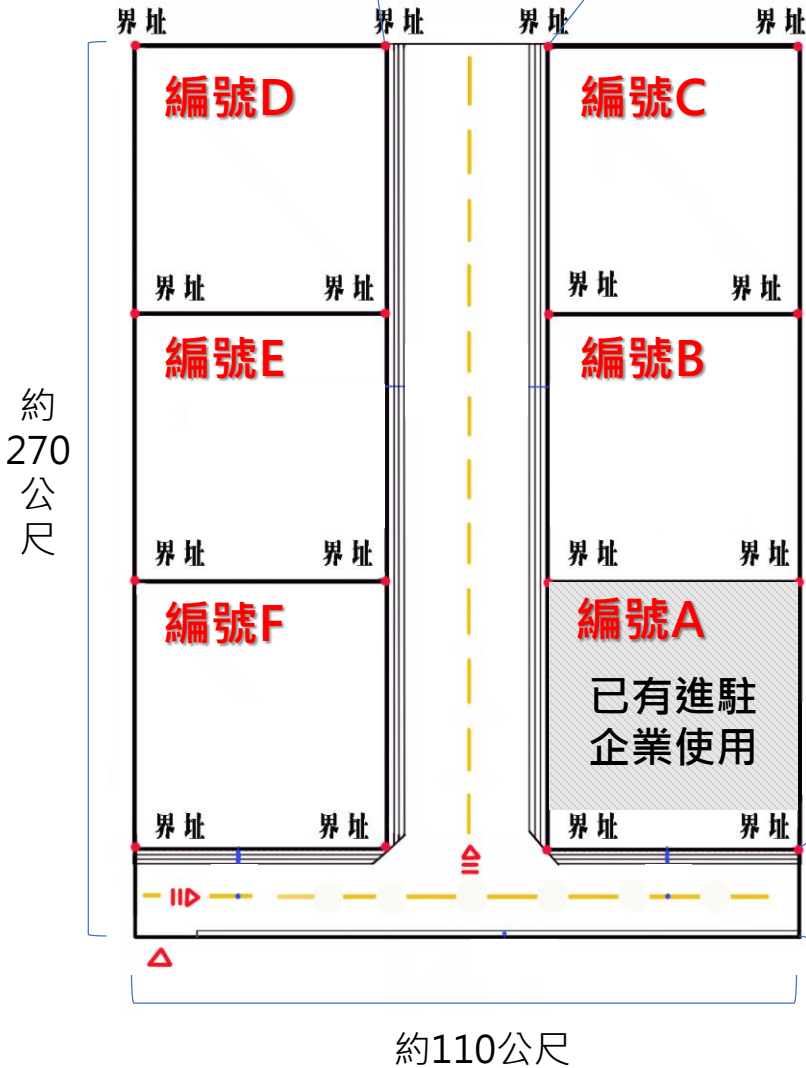 界址 界址 界址 界址
編號D 編號C
界址 界址 界址 界址
編號E 編號B
約
270
公
尺
界址 界址 界址 界址
編號F 編號A
已有進駐
企業使用
界址 界址 界址 界址
約110公尺